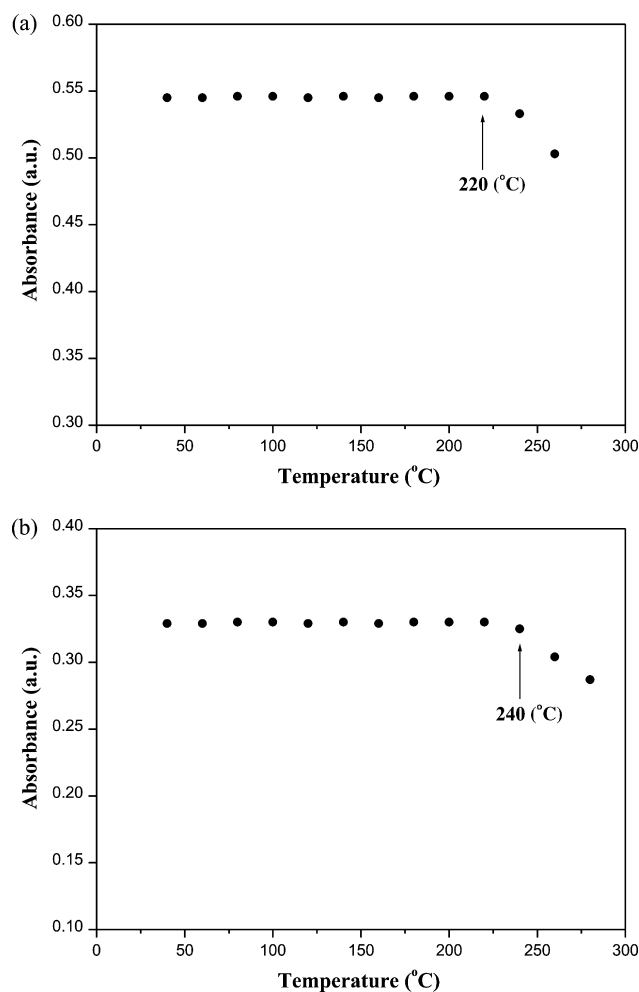 (a)
0.60
0.55
0.50
0.45
0.40
0.35
0.30
Absorbance (a.u.)
220 (°C)
0 50 100 150 200 250 300
Temperature (°C)
(b)
0.40
0.35
0.30
0.25
0.20
0.15
0.10
Absorbance (a.u.)
240 (°C)
0 50 100 150 200 250 300
Temperature (°C)